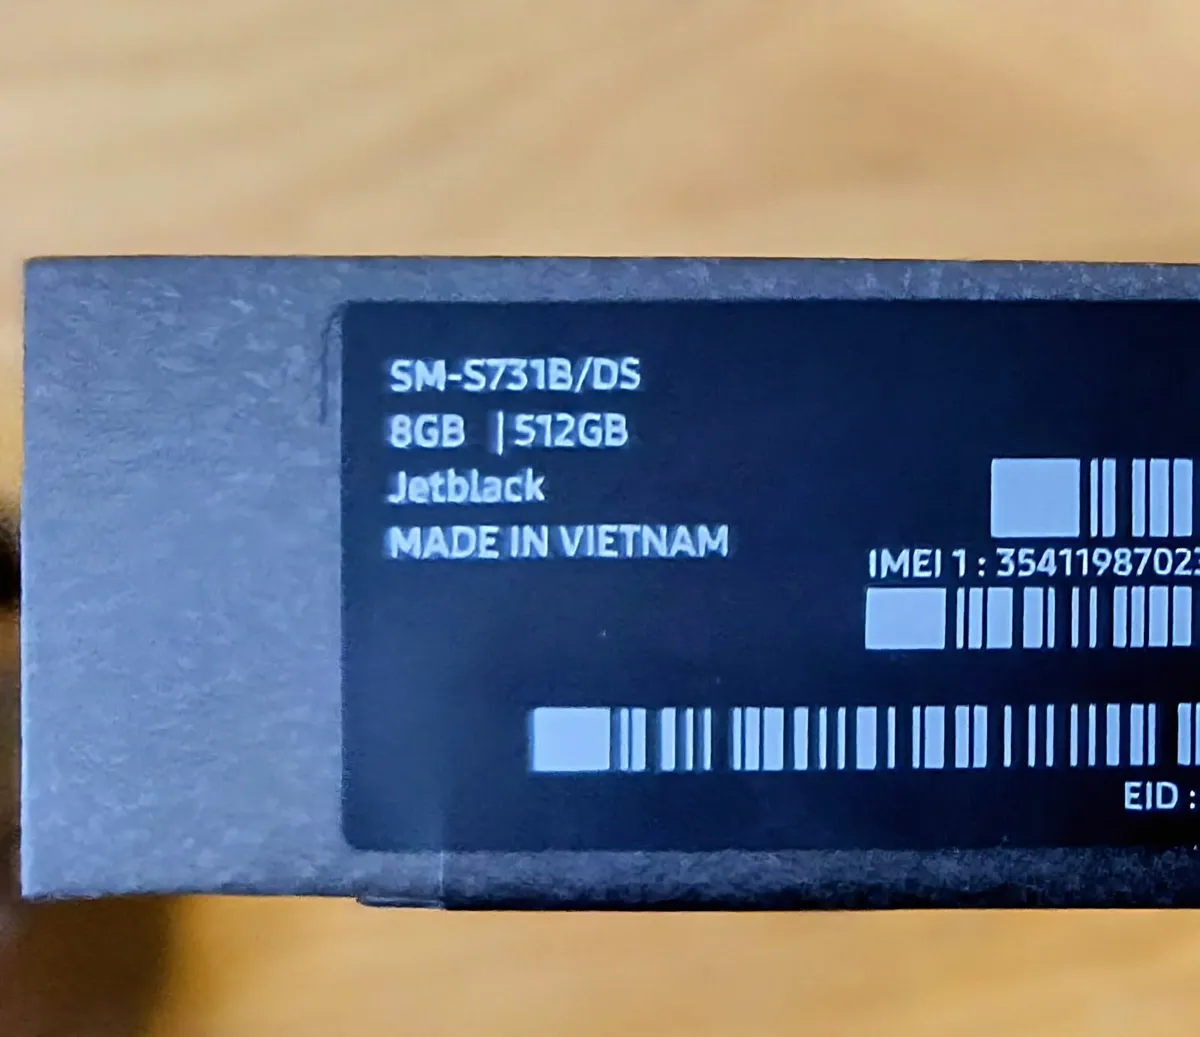 SM-S731B/DS
8GB | 512GB
Jetblack
MADE IN VIETNAM
IMEI 1 : 35411987023
EID :